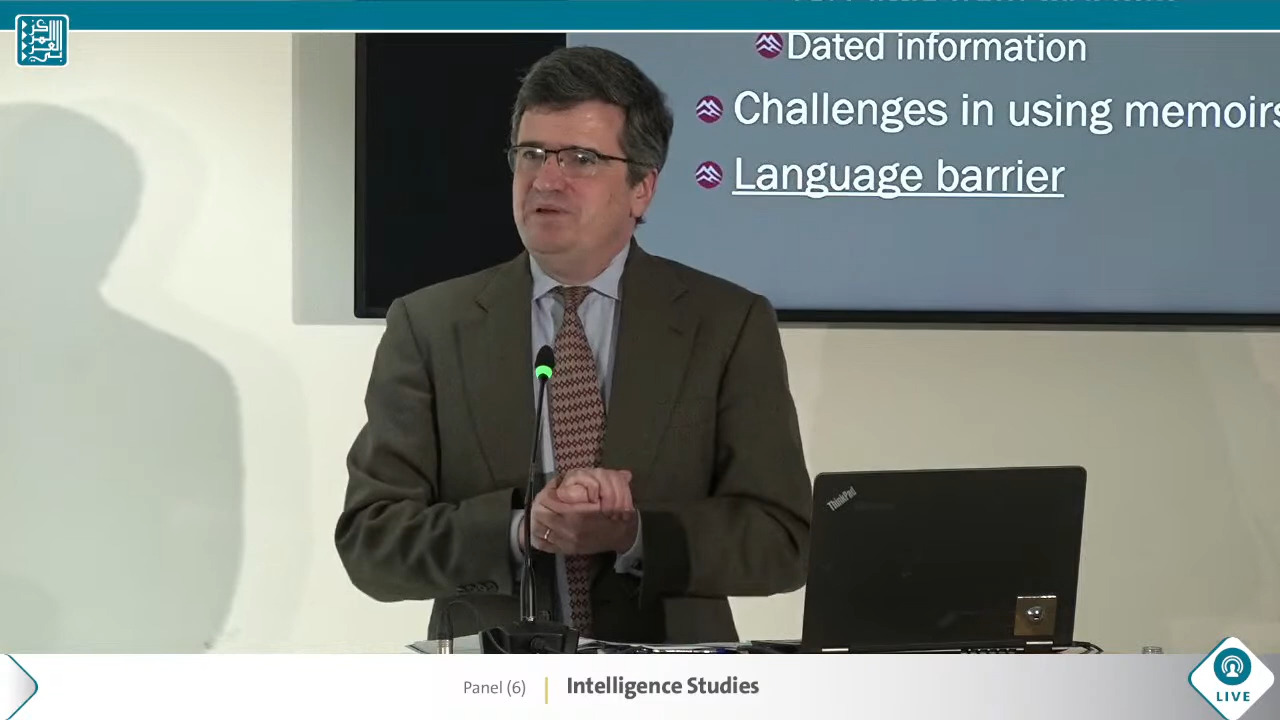 Dated information
Challenges in using memoirs
Language barrier
ThinkPad
Panel (6)
Intelligence Studies
LIVE